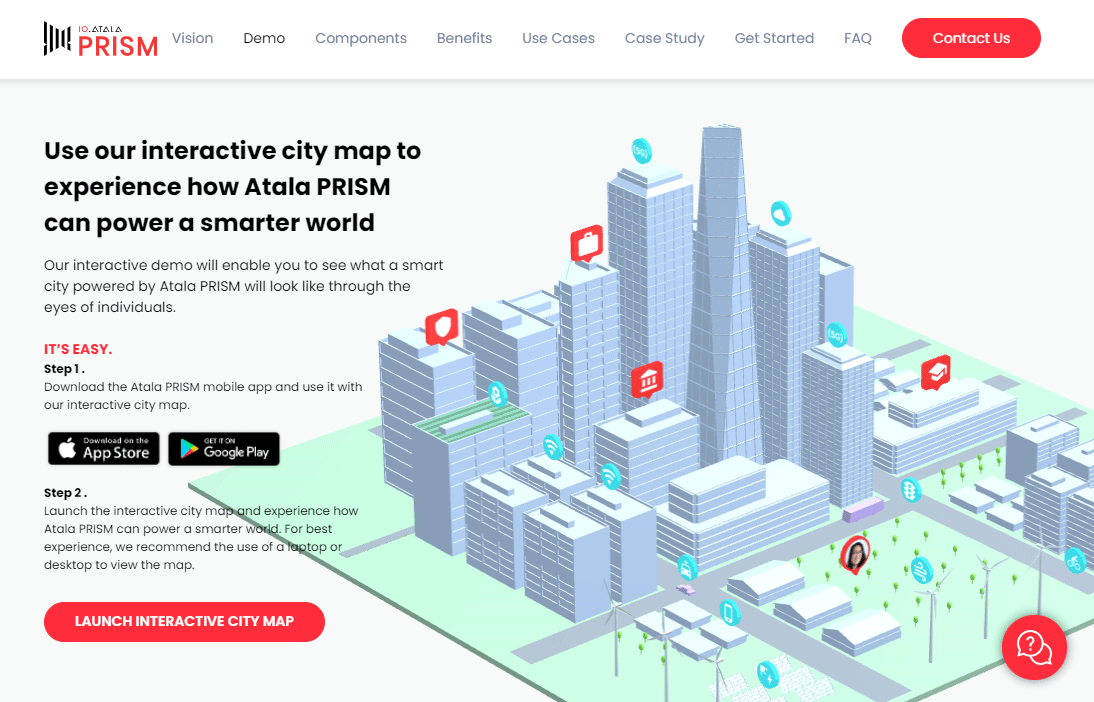 IO.ATALA
PRISM
Vision
Demo
Components
Benefits
Use Cases
Case Study
Get Started
FAQ
Contact Us
Use our interactive city map to
experience how Atala PRISM
can power a smarter world
Our interactive demo will enable you to see what a smart
city powered by Atala PRISM will look like through the
eyes of individuals.
IT’S EASY.
Step 1 .
Download the Atala PRISM mobile app and use it with
our interactive city map.
Download on the
App Store
GET IT ON
Google Play
Step 2 .
Launch the interactive city map and experience how
Atala PRISM can power a smarter world. For best
experience, we recommend the use of a laptop or
desktop to view the map.
LAUNCH INTERACTIVE CITY MAP
5G
5G